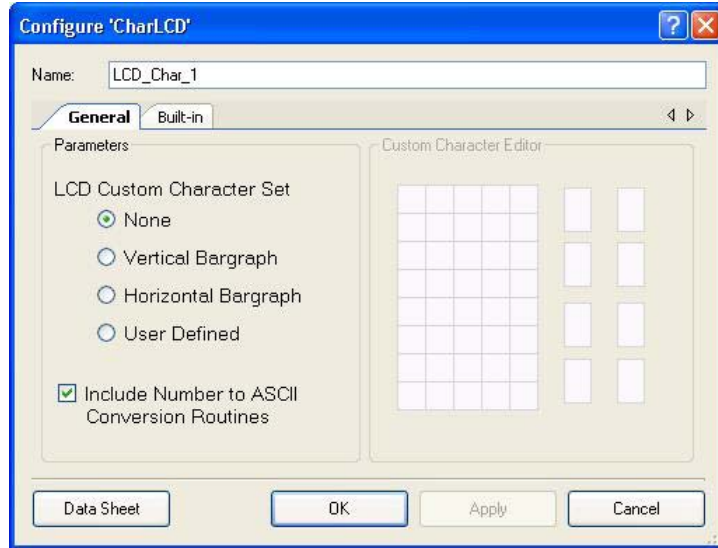 Configure 'CharLCD'
Name: LCD_Char_1
General Built-in
Parameters
LCD Custom Character Set
None
Vertical Bargraph
Horizontal Bargraph
User Defined
Include Number to ASCII
Conversion Routines
Custom Character Editor
Data Sheet OK Apply Cancel